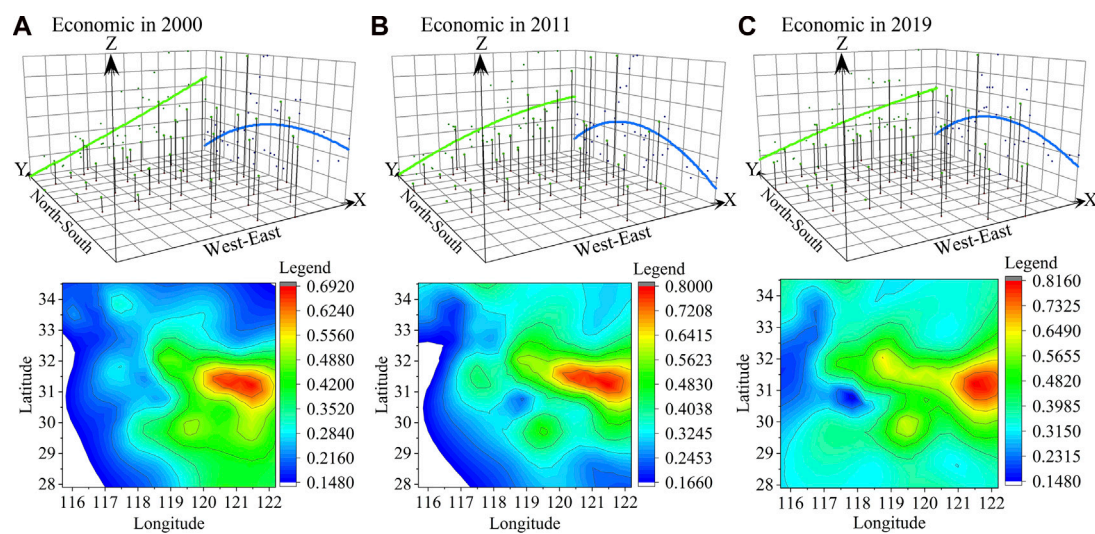 A Economic in 2000
Z
Y
X
North-South
West-East
Legend
0.6920
0.6240
0.5560
0.4880
0.4200
0.3520
0.2840
0.2160
0.1480
34
33
32
31
30
29
28
Latitude
116 117 118 119 120 121 122
Longitude
B Economic in 2011
Z
Y
X
North-South
West-East
Legend
0.8000
0.7208
0.6415
0.5623
0.4830
0.4038
0.3245
0.2453
0.1660
34
33
32
31
30
29
28
Latitude
116 117 118 119 120 121 122
Longitude
C Economic in 2019
Z
Y
X
North-South
West-East
Legend
0.8160
0.7325
0.6490
0.5655
0.4820
0.3985
0.3150
0.2315
0.1480
34
33
32
31
30
29
28
Latitude
116 117 118 119 120 121 122
Longitude